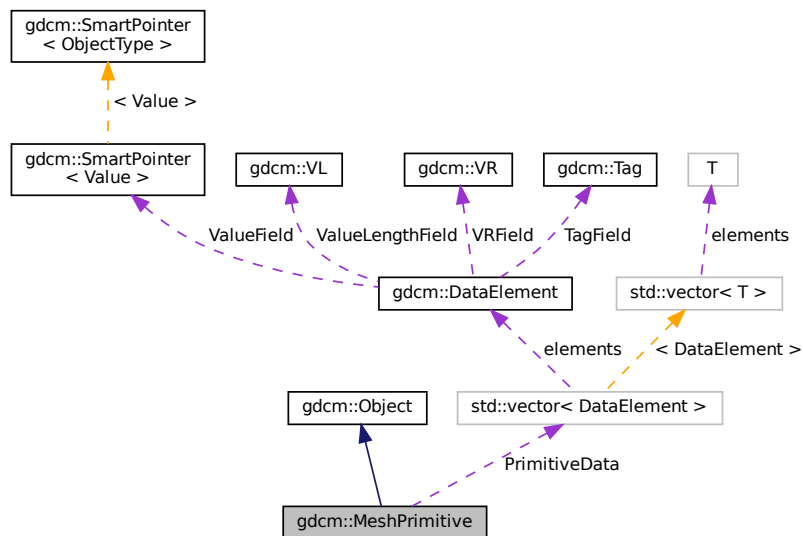 gdcm::SmartPointer
< ObjectType >
< Value >
gdcm::SmartPointer
< Value >
gdcm::VL
gdcm::VR
gdcm::Tag
T
ValueField
ValueLengthField
VRField
TagField
elements
gdcm::DataElement
std::vector< T >
elements
< DataElement >
gdcm::Object
std::vector< DataElement >
PrimitiveData
gdcm::MeshPrimitive